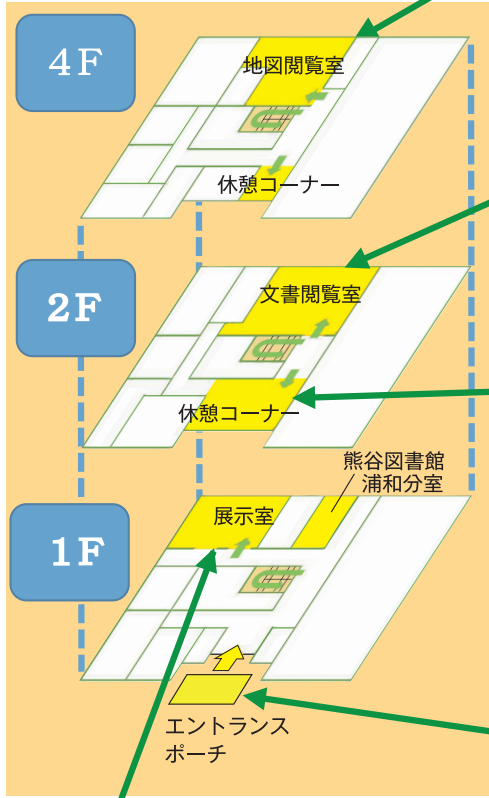 4F
地図閲覧室
休憩コーナー
2F
文書閲覧室
休憩コーナー
熊谷図書館
浦和分室
1F
展示室
エントランス
ポーチ